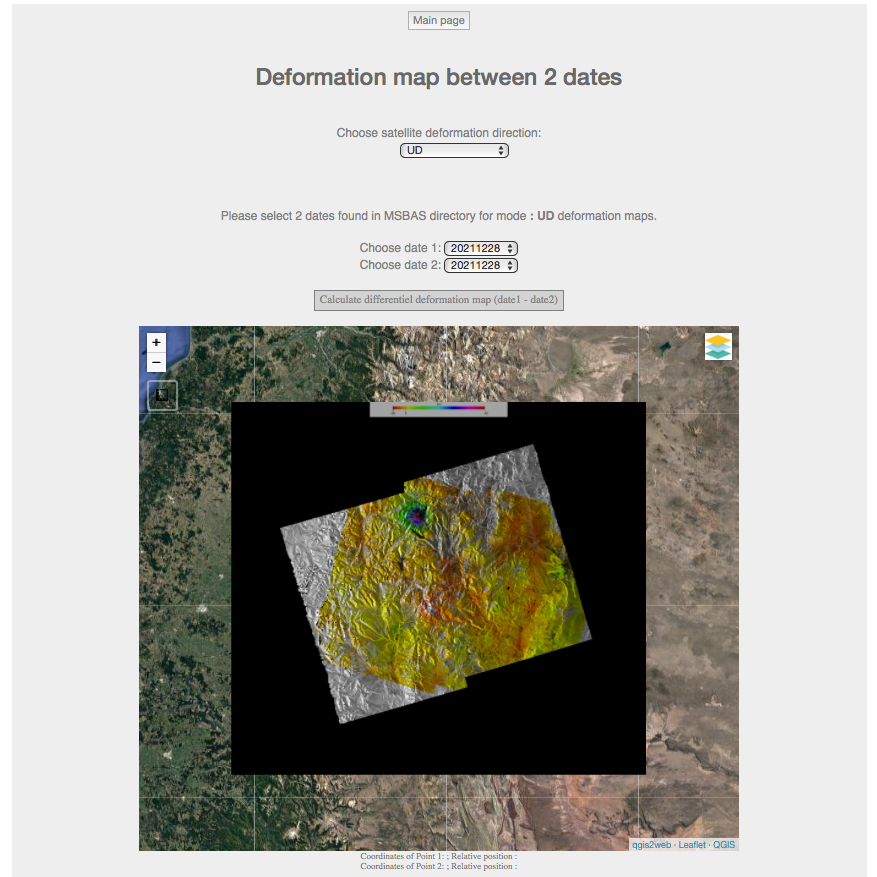 Main page
Deformation map between 2 dates
Choose satellite deformation direction:
UD
Please select 2 dates found in MSBAS directory for mode : UD deformation maps.
Choose date 1: 20211228
Choose date 2: 20211228
Calculate differentiel deformation map (date1 - date2)
+
−
qgis2web · Leaflet · QGIS
Coordinates of Point 1: ; Relative position :
Coordinates of Point 2: ; Relative position :